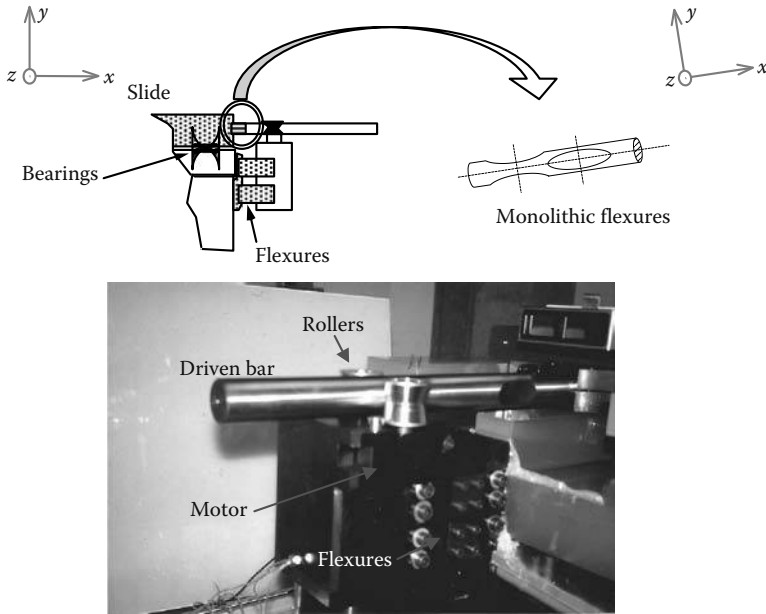 y
z
x
Slide
Bearings
Flexures
y
z
x
Monolithic flexures
Rollers
Driven bar
Motor
Flexures